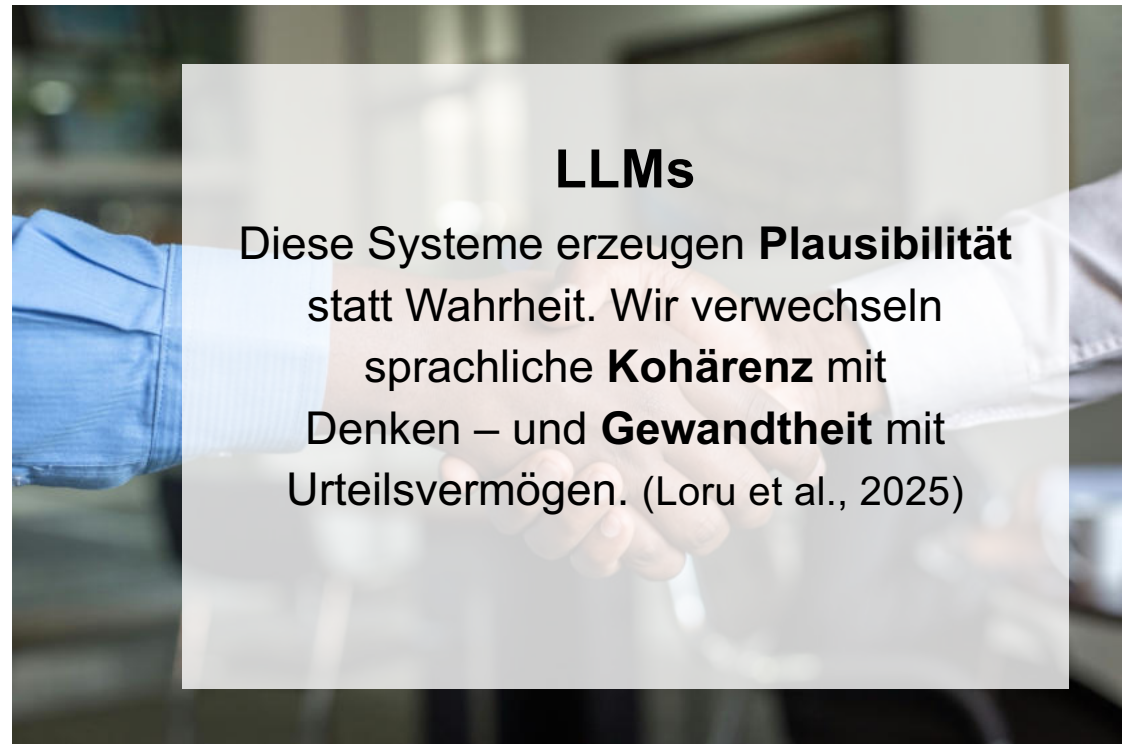 LLMs
Diese Systeme erzeugen Plausibilität
statt Wahrheit. Wir verwechseln
sprachliche Kohärenz mit
Denken – und Gewandtheit mit
Urteilsvermögen. (Loru et al., 2025)